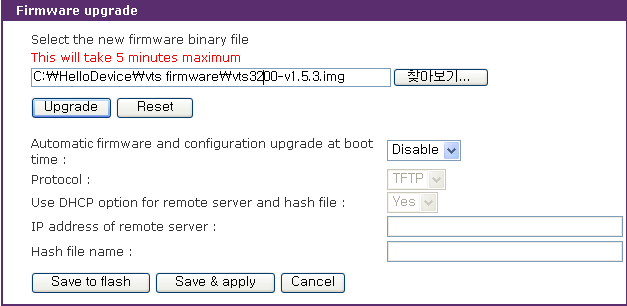 Firmware upgrade
Select the new firmware binary file
This will take 5 minutes maximum
C:₩HelloDevice₩vts firmware₩vts3200-v1.5.3.img 찾아보기...
Upgrade Reset
Automatic firmware and configuration upgrade at boot
time : Disable
Protocol : TFTP
Use DHCP option for remote server and hash file : Yes
IP address of remote server :
Hash file name :
Save to flash Save & apply Cancel